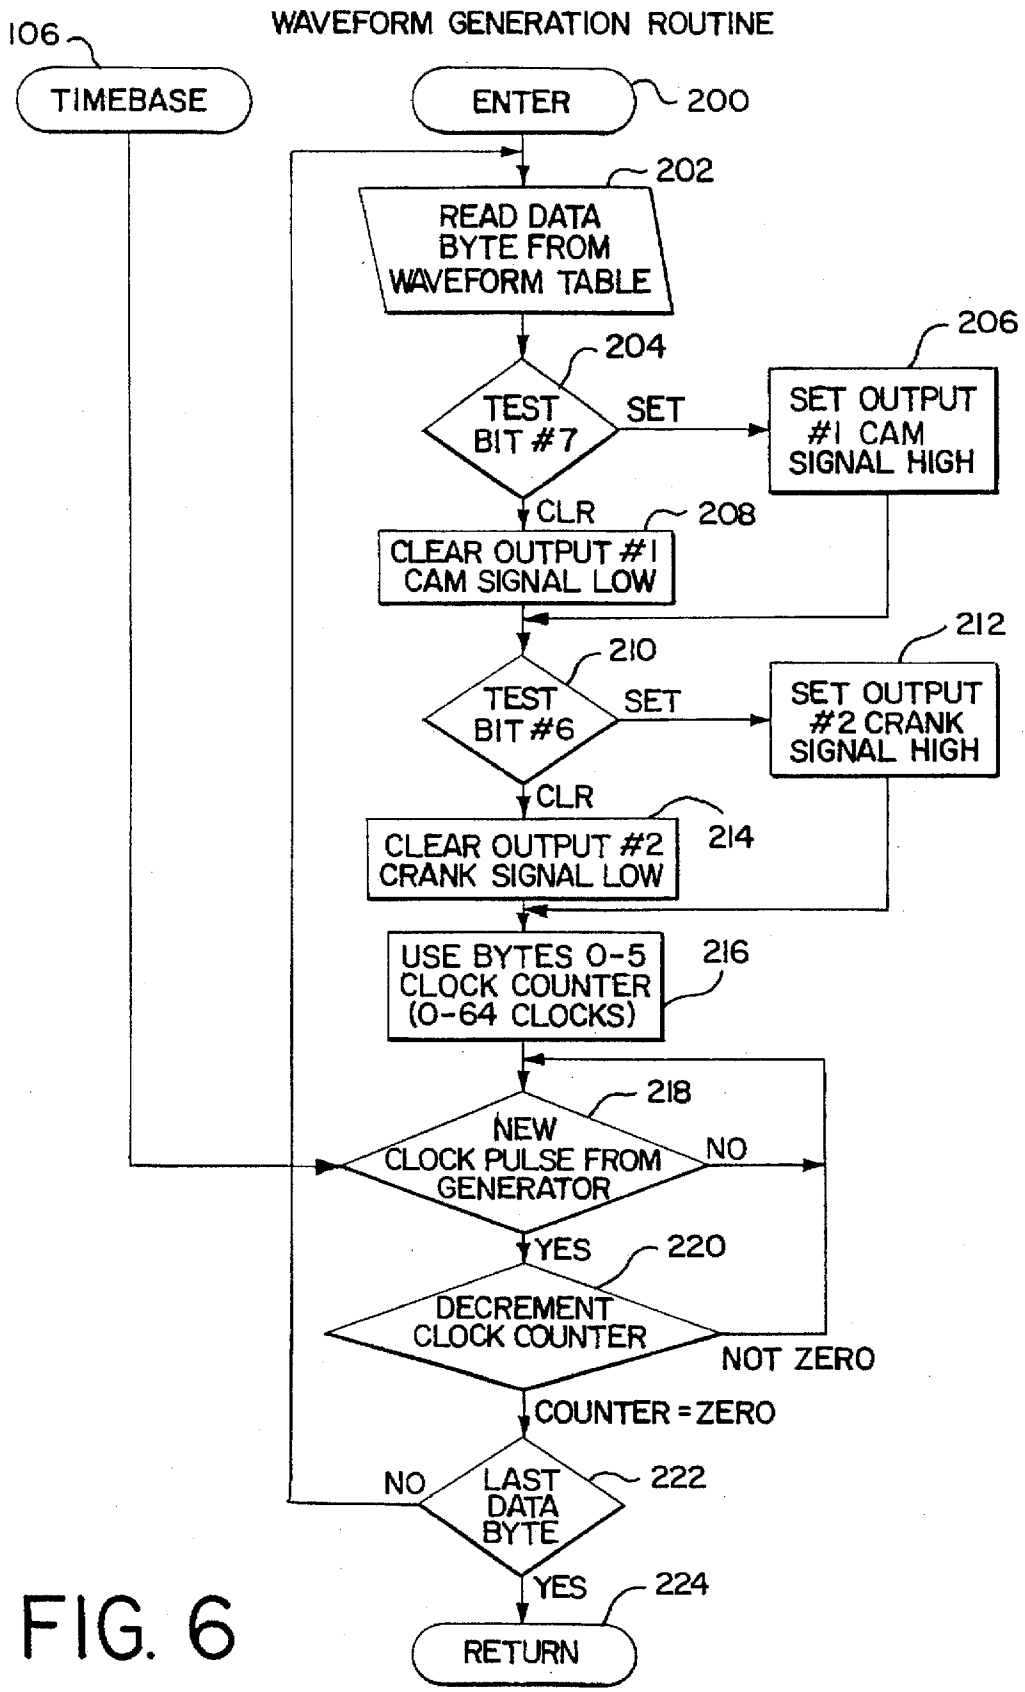 WAVEFORM GENERATION ROUTINE
106
TIMEBASE
ENTER
200
202
READ DATA
BYTE FROM
WAVEFORM TABLE
204
TEST
BIT #7
SET
206
SET OUTPUT
#1 CAM
SIGNAL HIGH
CLR
208
CLEAR OUTPUT #1
CAM SIGNAL LOW
210
TEST
BIT #6
SET
212
SET OUTPUT
#2 CRANK
SIGNAL HIGH
CLR
214
CLEAR OUTPUT #2
CRANK SIGNAL LOW
216
USE BYTES 0-5
CLOCK COUNTER
(0-64 CLOCKS)
218
NEW
CLOCK PULSE FROM
GENERATOR
NO
YES
220
DECREMENT
CLOCK COUNTER
NOT ZERO
COUNTER = ZERO
222
LAST
DATA
BYTE
NO
YES
224
RETURN
FIG. 6